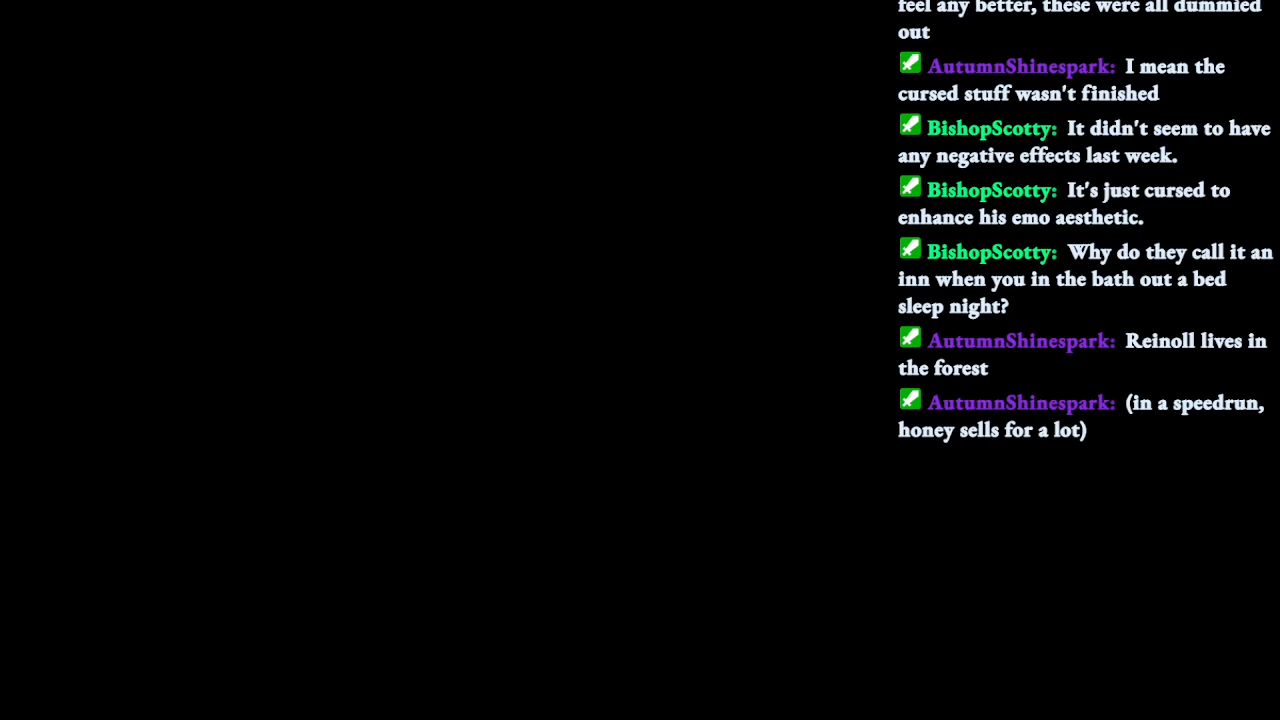 feel any better, these were all dummied
out
AutumnShinespark: I mean the
cursed stuff wasn't finished
BishopScotty: It didn't seem to have
any negative effects last week.
BishopScotty: It's just cursed to
enhance his emo aesthetic.
BishopScotty: Why do they call it an
inn when you in the bath out a bed
sleep night?
AutumnShinespark: Reinoll lives in
the forest
AutumnShinespark: (in a speedrun,
honey sells for a lot)